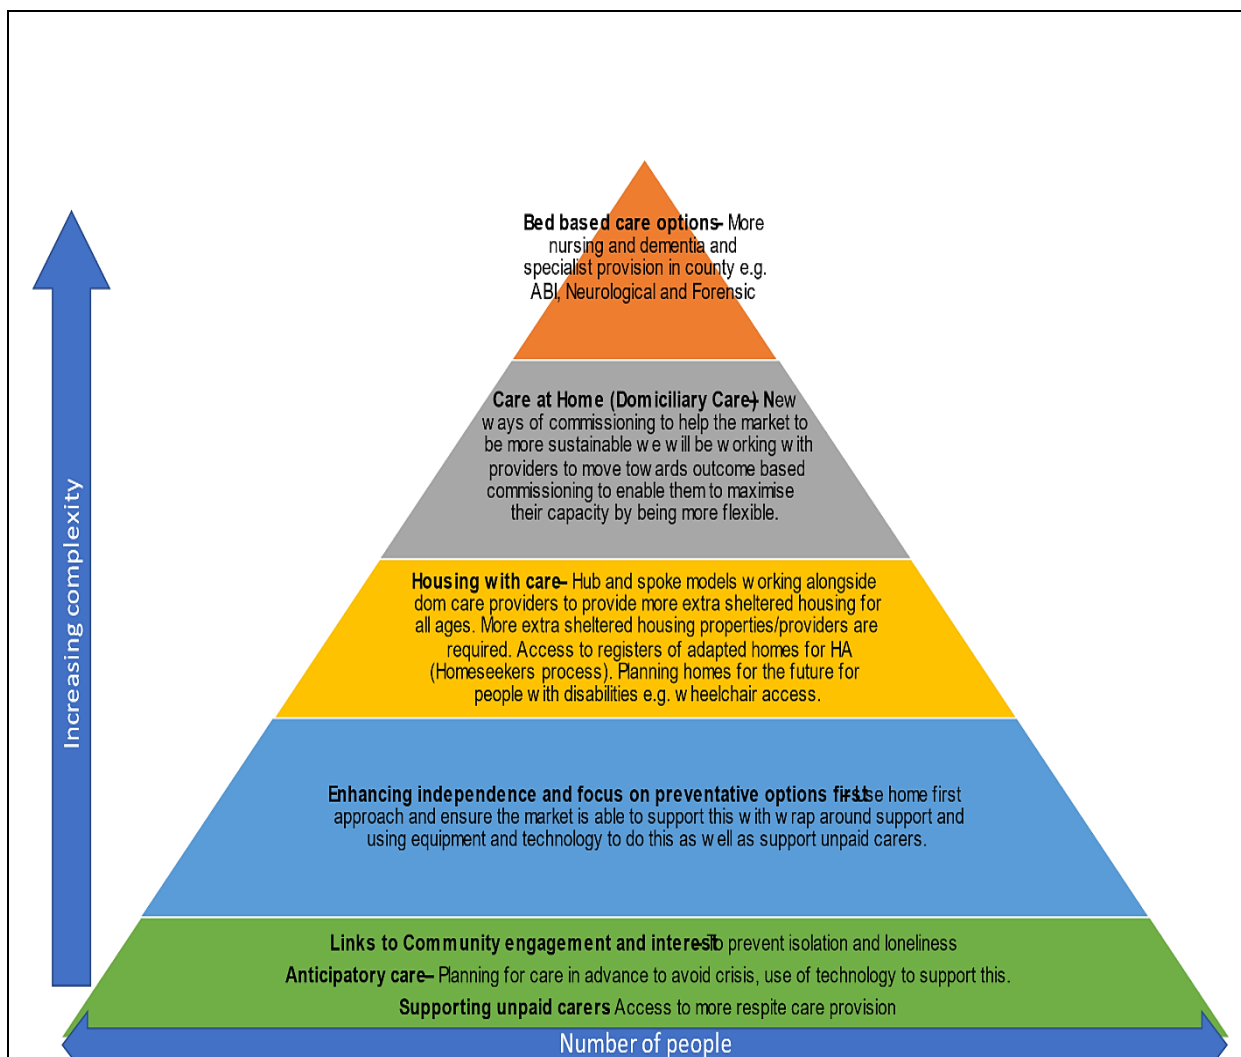 Bed based care options– More
nursing and dementia and
specialist provision in county e.g.
ABI, Neurological and Forensic
Care at Home (Domiciliary Care) – New
ways of commissioning to help the market to
be more sustainable we will be working with
providers to move towards outcome based
commissioning to enable them to maximise
their capacity by being more flexible.
Housing with care– Hub and spoke models working alongside
dom care providers to provide more extra sheltered housing for
all ages. More extra sheltered housing properties/providers are
required. Access to registers of adapted homes for HA
(Homeseekers process). Planning homes for the future for
people with disabilities e.g. wheelchair access.
Enhancing independence and focus on preventative options first– Use home first
approach and ensure the market is able to support this with wrap around support and
using equipment and technology to do this as well as support unpaid carers.
Links to Community engagement and interest– To prevent isolation and loneliness
Anticipatory care– Planning for care in advance to avoid crisis, use of technology to support this.
Supporting unpaid carers Access to more respite care provision
Increasing complexity
Number of people